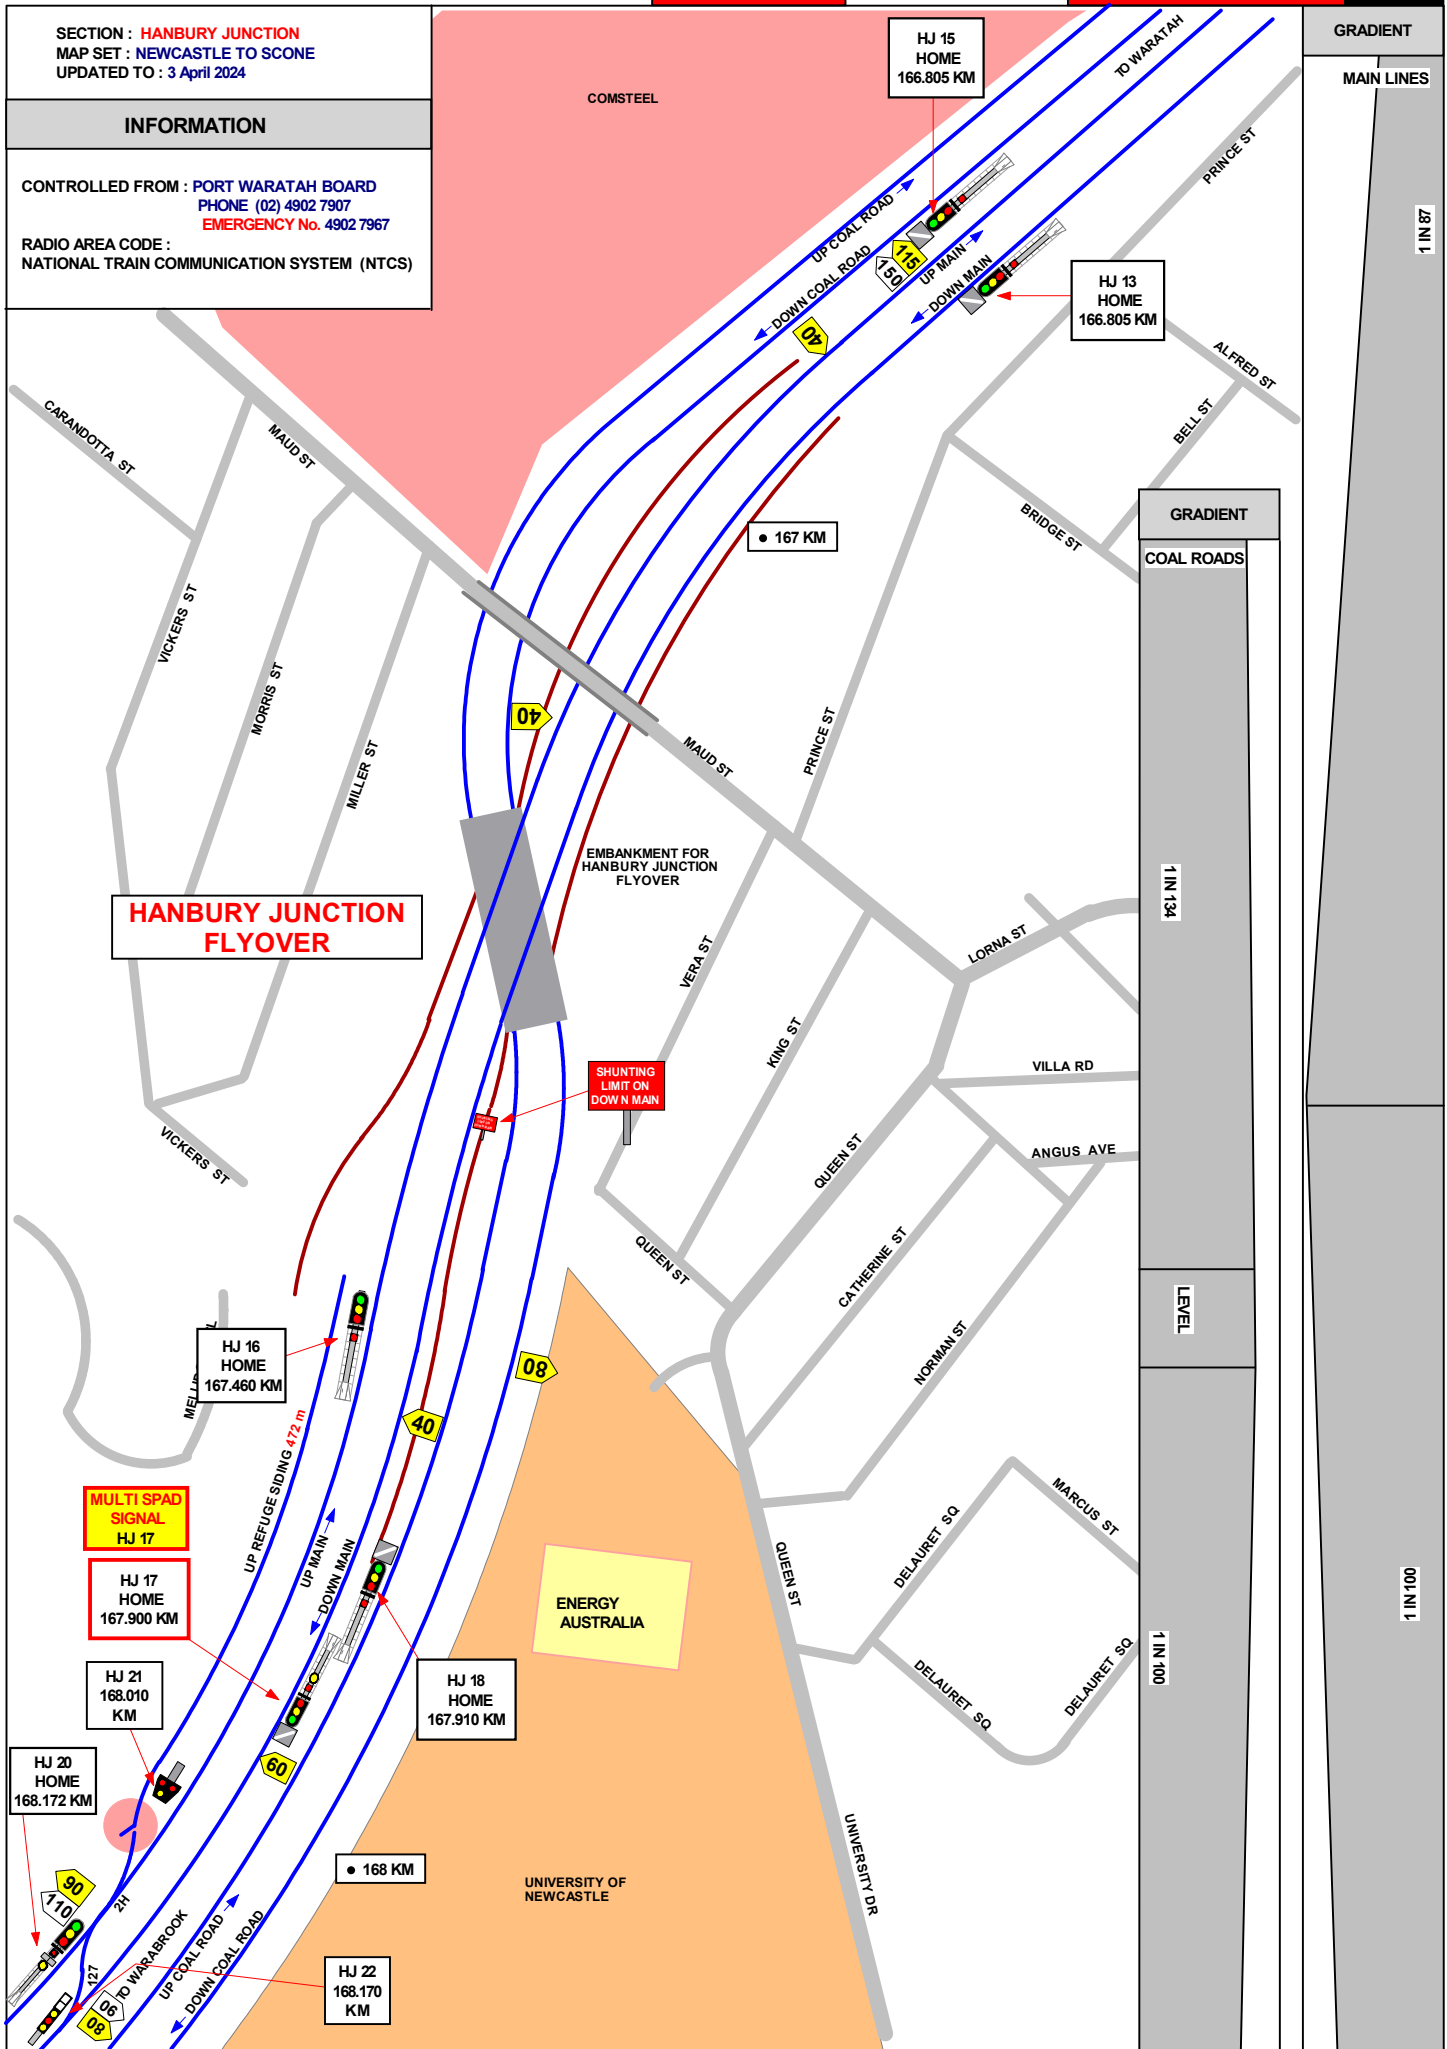 SECTION : HANBURY JUNCTION
MAP SET : NEWCASTLE TO SCONE
UPDATED TO : 3 April 2024
INFORMATION
CONTROLLED FROM : PORT WARATAH BOARD
PHONE (02) 4902 7907
EMERGENCY No. 4902 7967
RADIO AREA CODE :
NATIONAL TRAIN COMMUNICATION SYSTEM (NTCS)
COMSTEEL
HJ 15
HOME
166.805 KM
TO WARATAH
GRADIENT
MAIN LINES
PRINCE ST
1 IN 87
UP COAL ROAD
DOWN COAL ROAD
115
150
UP MAIN
DOWN MAIN
HJ 13
HOME
166.805 KM
40
ALFRED ST
BELL ST
BRIDGE ST
CARANDOTTA ST
MAUD ST
GRADIENT
COAL ROADS
167 KM
VICKERS ST
MORRIS ST
MILLER ST
40
MAUD ST
PRINCE ST
EMBANKMENT FOR
HANBURY JUNCTION
FLYOVER
HANBURY JUNCTION
FLYOVER
1 IN 134
VERA ST
LORNA ST
KING ST
SHUNTING
LIMIT ON
DOWN MAIN
VILLA RD
ANGUS AVE
VICKERS ST
QUEEN ST
QUEEN ST
CATHERINE ST
NORMAN ST
LEVEL
HJ 16
HOME
167.460 KM
80
40
UP REFUGE SIDING 472 m
MULTI SPAD
SIGNAL
HJ 17
HJ 17
HOME
167.900 KM
UP MAIN
DOWN MAIN
QUEEN ST
DELAURET SQ
MARCUS ST
ENERGY
AUSTRALIA
1 IN 100
1 IN 100
DELAURET SQ
DELAURET SQ
HJ 21
168.010
KM
HJ 18
HOME
167.910 KM
60
HJ 20
HOME
168.172 KM
168 KM
UNIVERSITY OF
NEWCASTLE
UNIVERSITY DR
90
110
2H
127
TO WARABROOK
UP COAL ROAD
DOWN COAL ROAD
HJ 22
168.170
KM
90
80